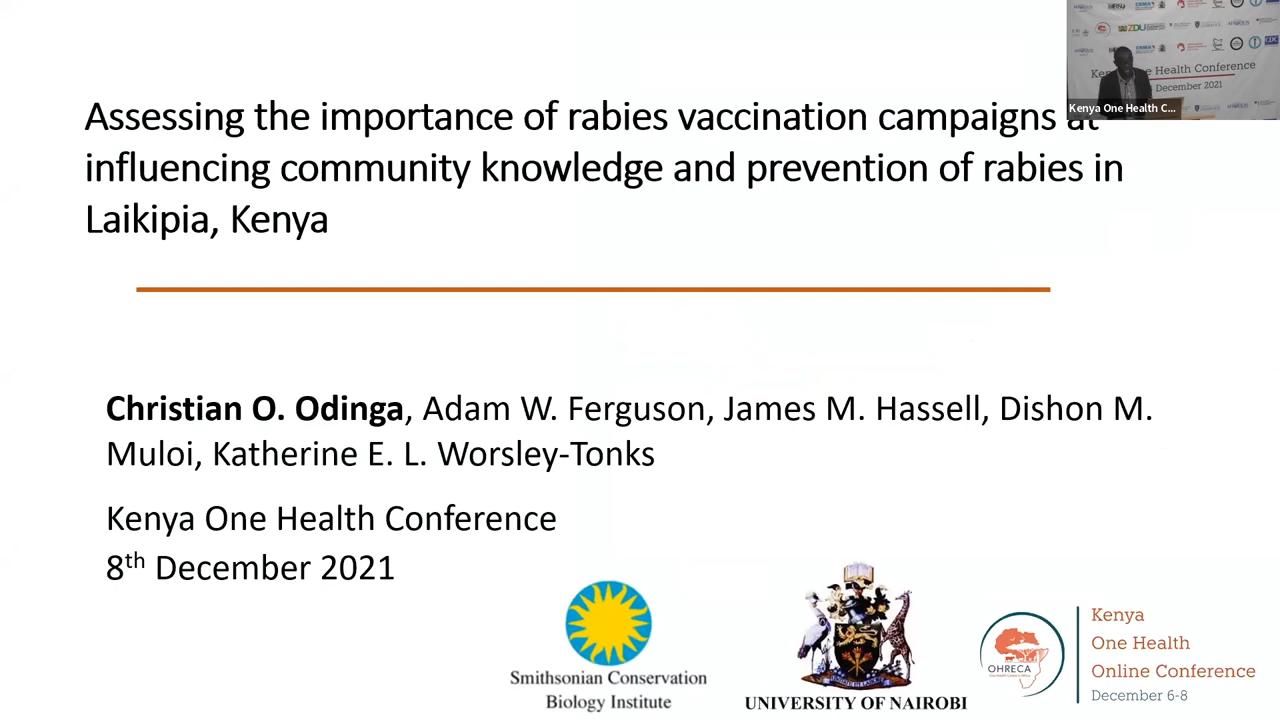 Assessing the importance of rabies vaccination campaigns at
influencing community knowledge and prevention of rabies in
Laikipia, Kenya
Kenya One Health C...
e Health Conference
December 2021
Christian O. Odinga, Adam W. Ferguson, James M. Hassell, Dishon M.
Muloi, Katherine E. L. Worsley-Tonks
Kenya One Health Conference
8th December 2021
Smithsonian Conservation
Biology Institute
UNIVERSITY OF NAIROBI
OHRECA
Kenya
One Health
Online Conference
December 6-8